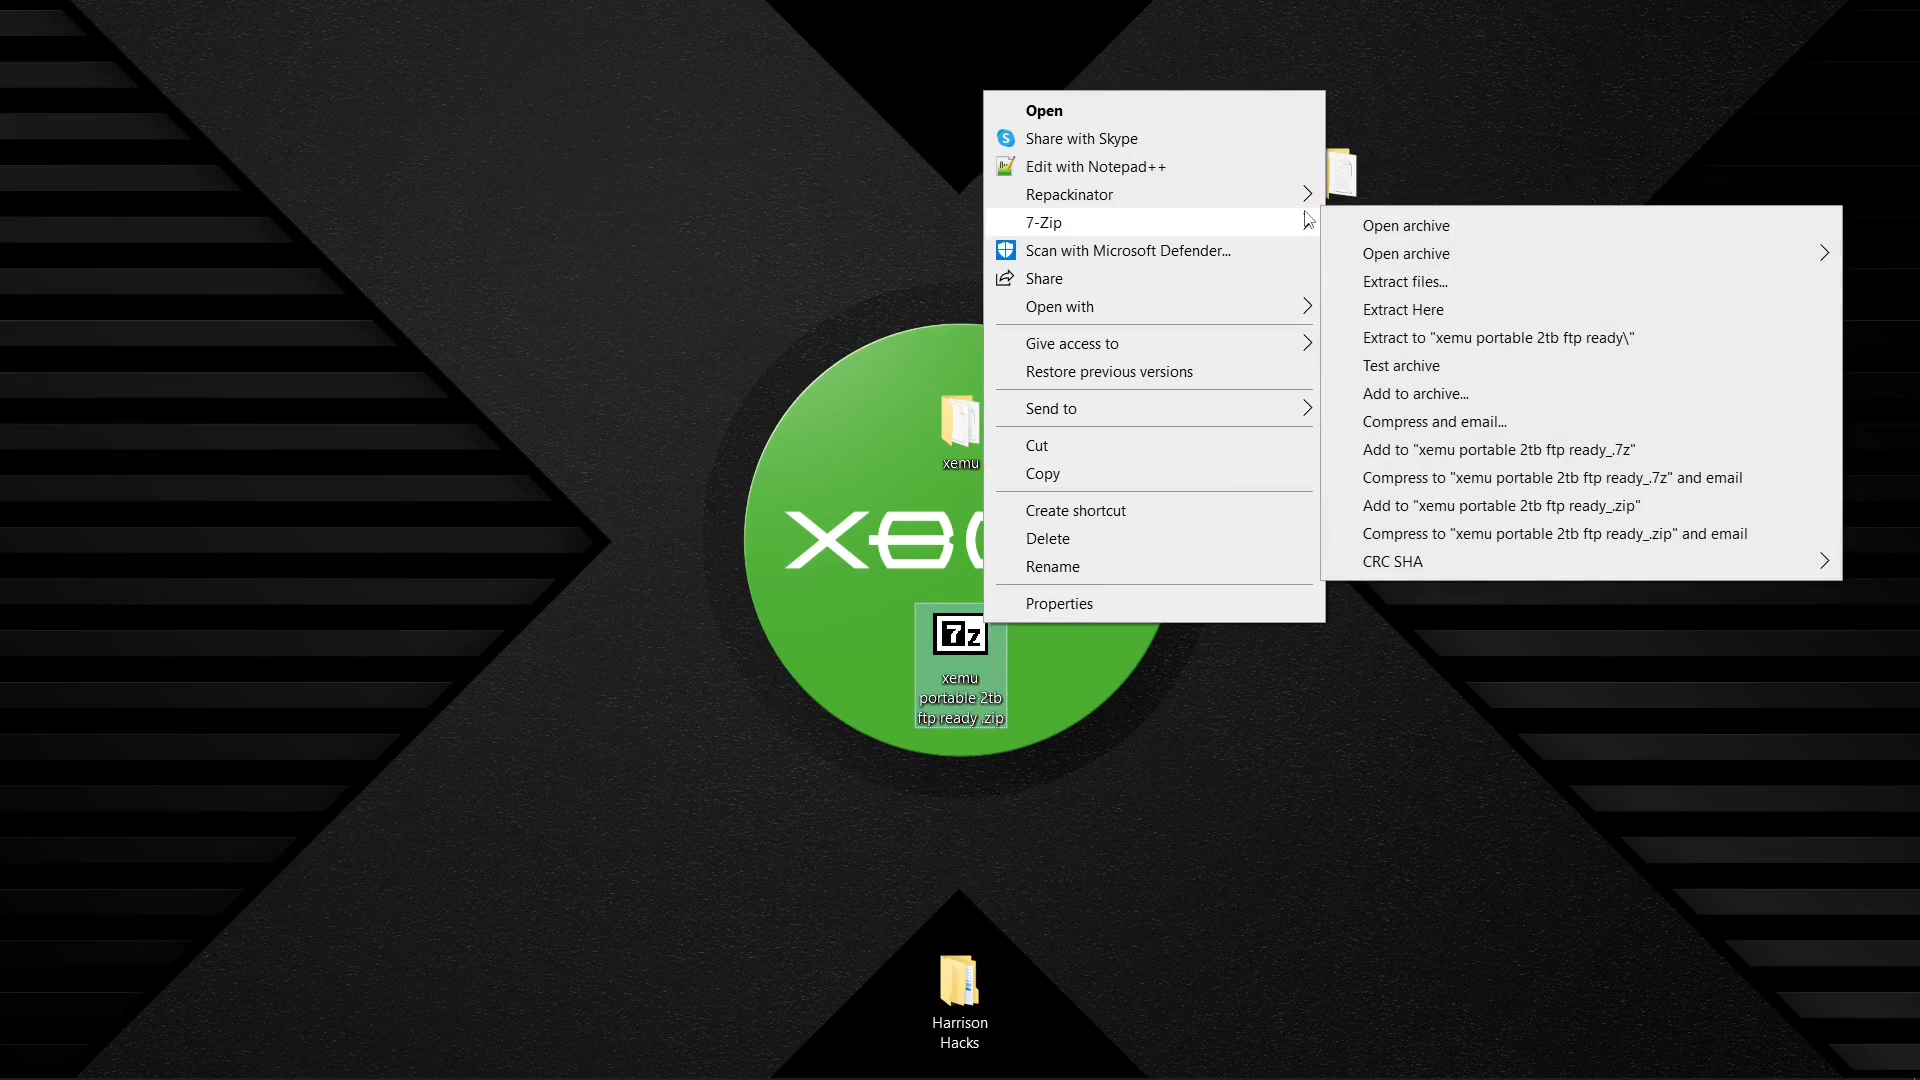 Open
Share with Skype
Edit with Notepad++
Repackinator
7-Zip
Scan with Microsoft Defender...
Share
Open with
Give access to
Restore previous versions
Send to
Cut
Copy
Create shortcut
Delete
Rename
Properties
Open archive
Open archive
Extract files...
Extract Here
Extract to "xemu portable 2tb ftp ready\"
Test archive
Add to archive...
Compress and email...
Add to "xemu portable 2tb ftp ready_.7z"
Compress to "xemu portable 2tb ftp ready_.7z" and email
Add to "xemu portable 2tb ftp ready_.zip"
Compress to "xemu portable 2tb ftp ready_.zip" and email
CRC SHA
xemu
7z
xemu
portable 2tb
ftp ready .zip
Harrison
Hacks